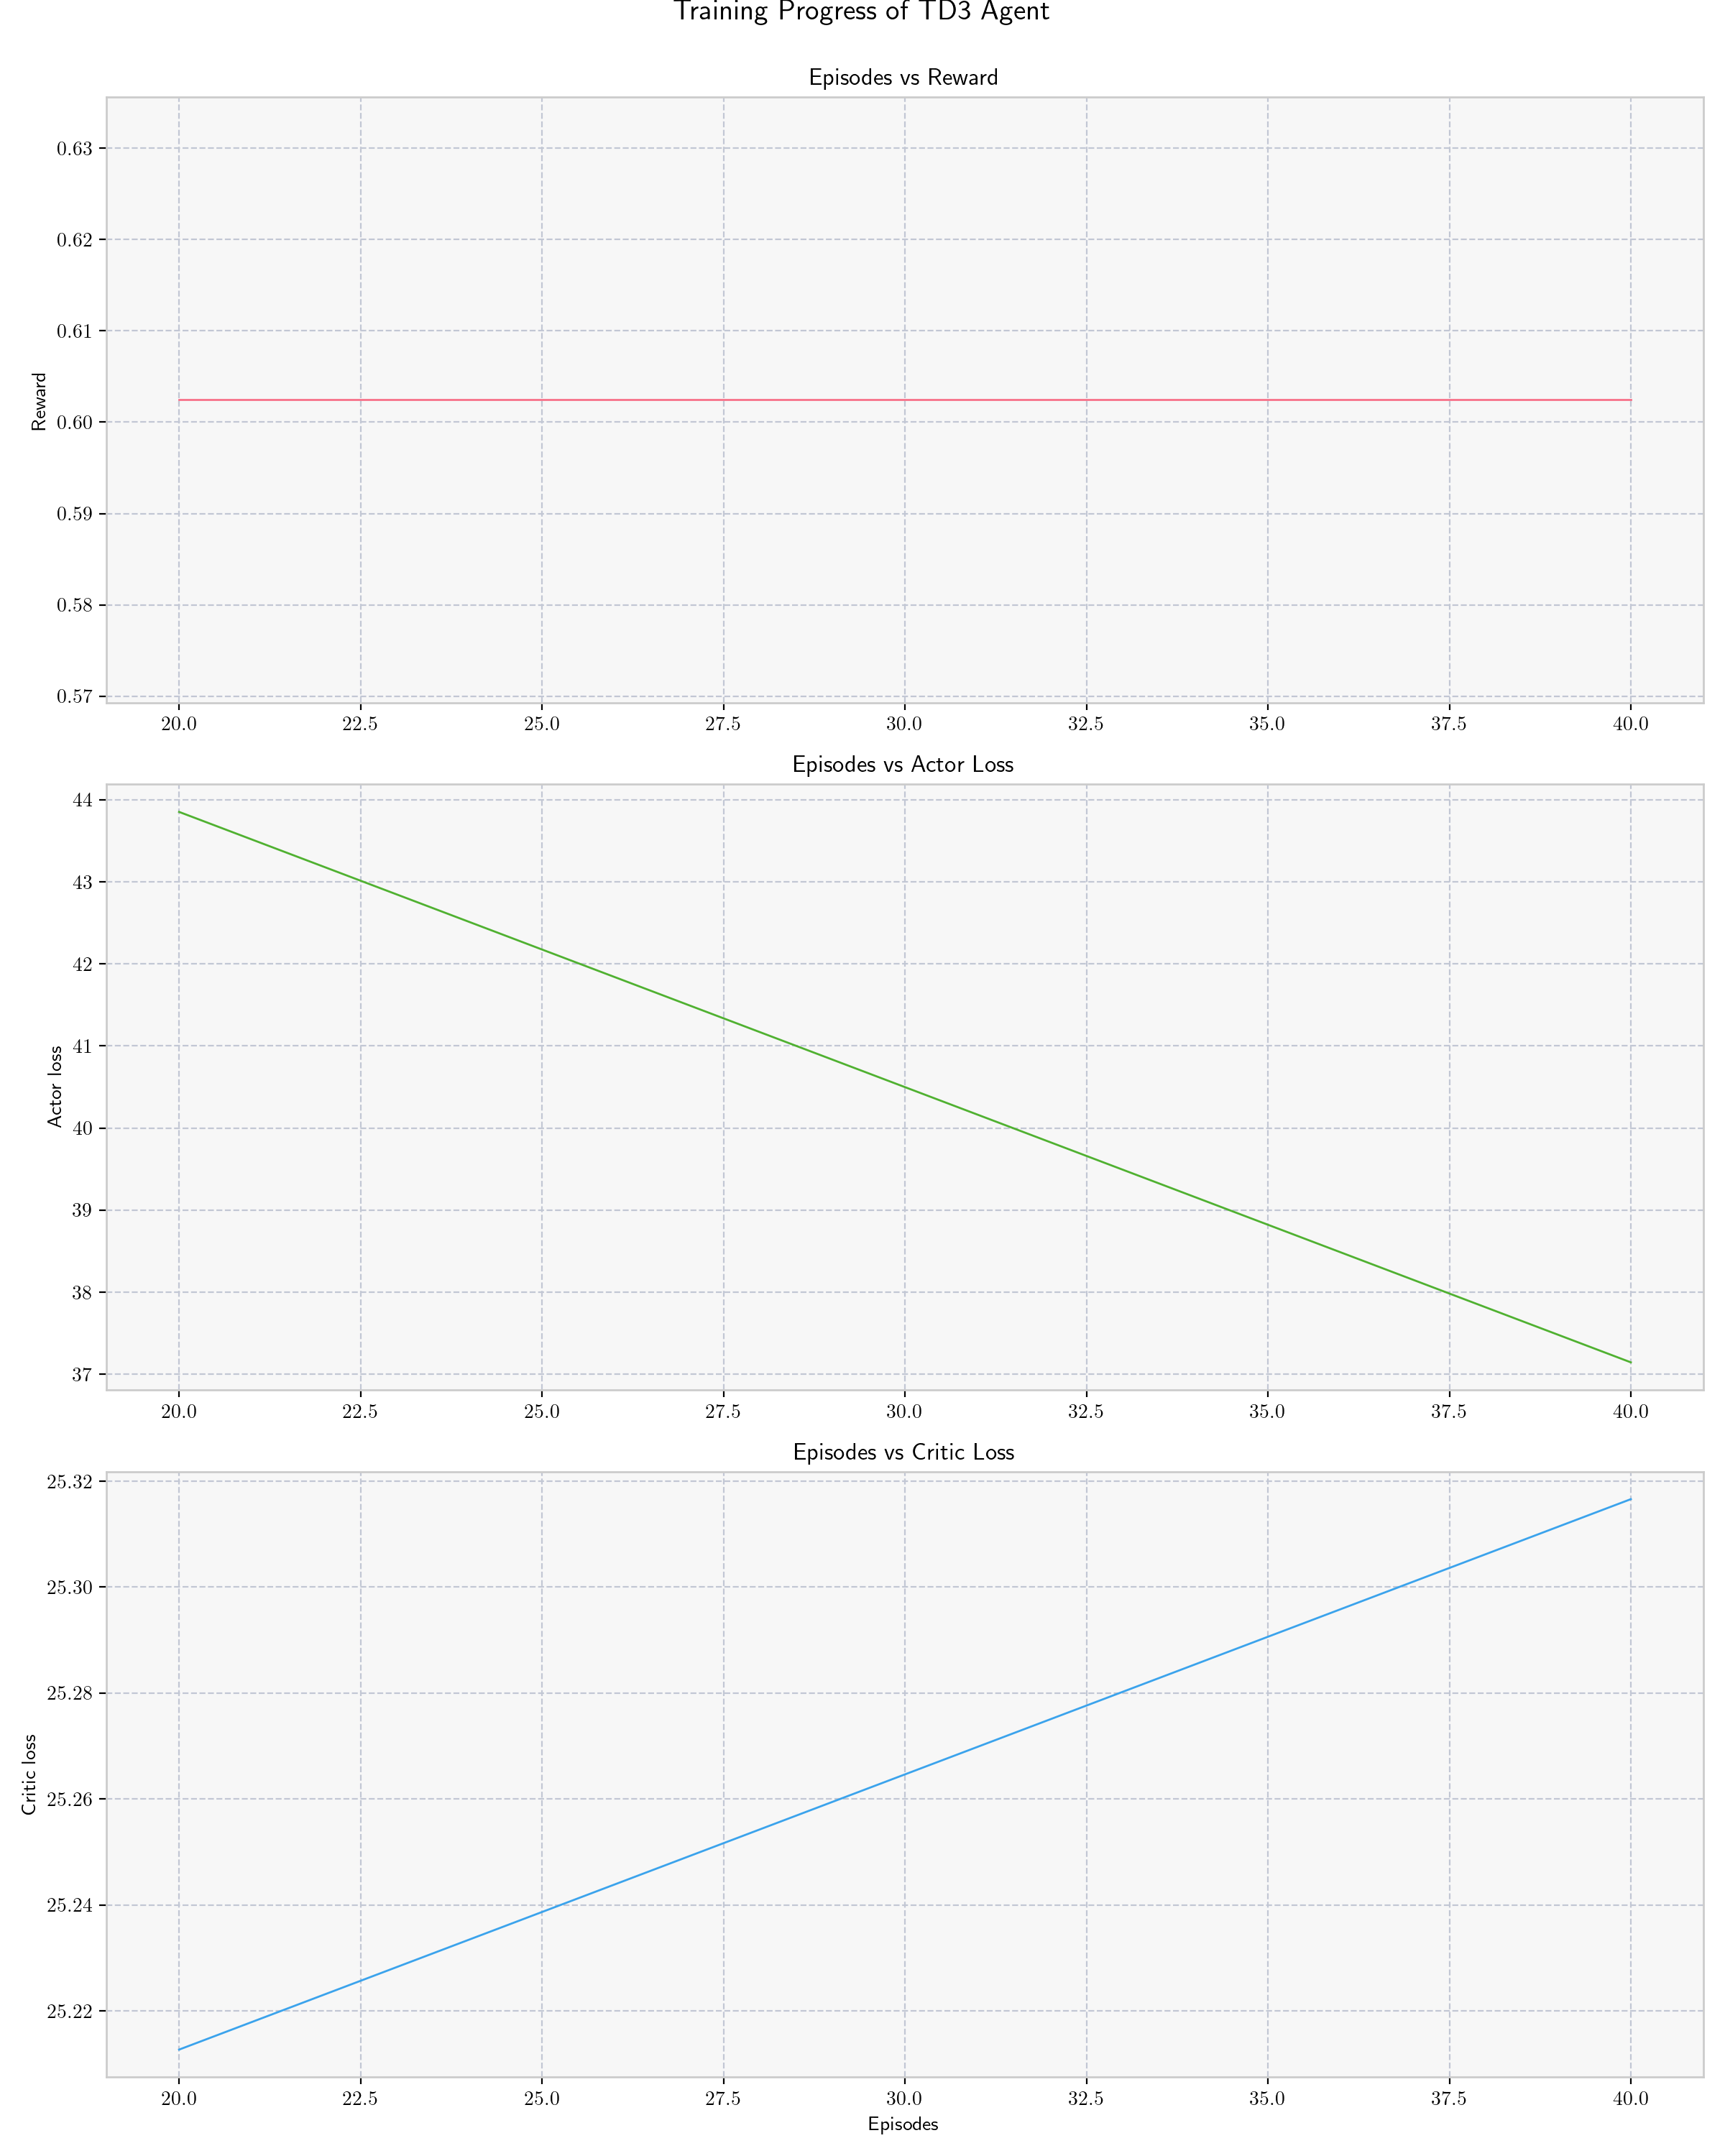 Training Progress of TD3 Agent
Episodes vs Reward
0.63
0.62
0.61
0.60
0.59
0.58
0.57
Reward
20.0 22.5 25.0 27.5 30.0 32.5 35.0 37.5 40.0
Episodes vs Actor Loss
44
43
42
41
40
39
38
37
Actor loss
20.0 22.5 25.0 27.5 30.0 32.5 35.0 37.5 40.0
Episodes vs Critic Loss
25.32
25.30
25.28
25.26
25.24
25.22
Critic loss
20.0 22.5 25.0 27.5 30.0 32.5 35.0 37.5 40.0
Episodes